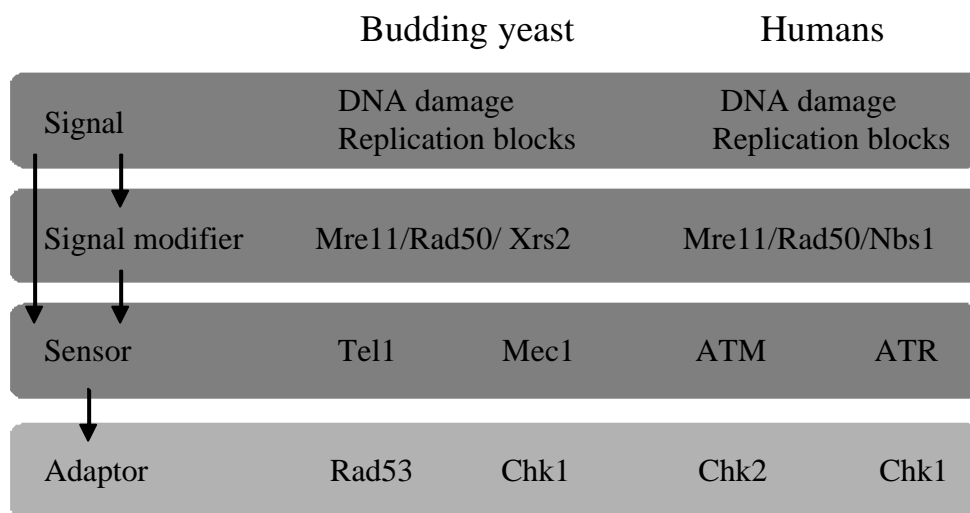 Budding yeast Humans
Signal DNA damage DNA damage
Replication blocks Replication blocks
Signal modifier Mre11/Rad50/ Xrs2 Mre11/Rad50/Nbs1
Sensor Tel1 Mec1 ATM ATR
Adaptor Rad53 Chk1 Chk2 Chk1